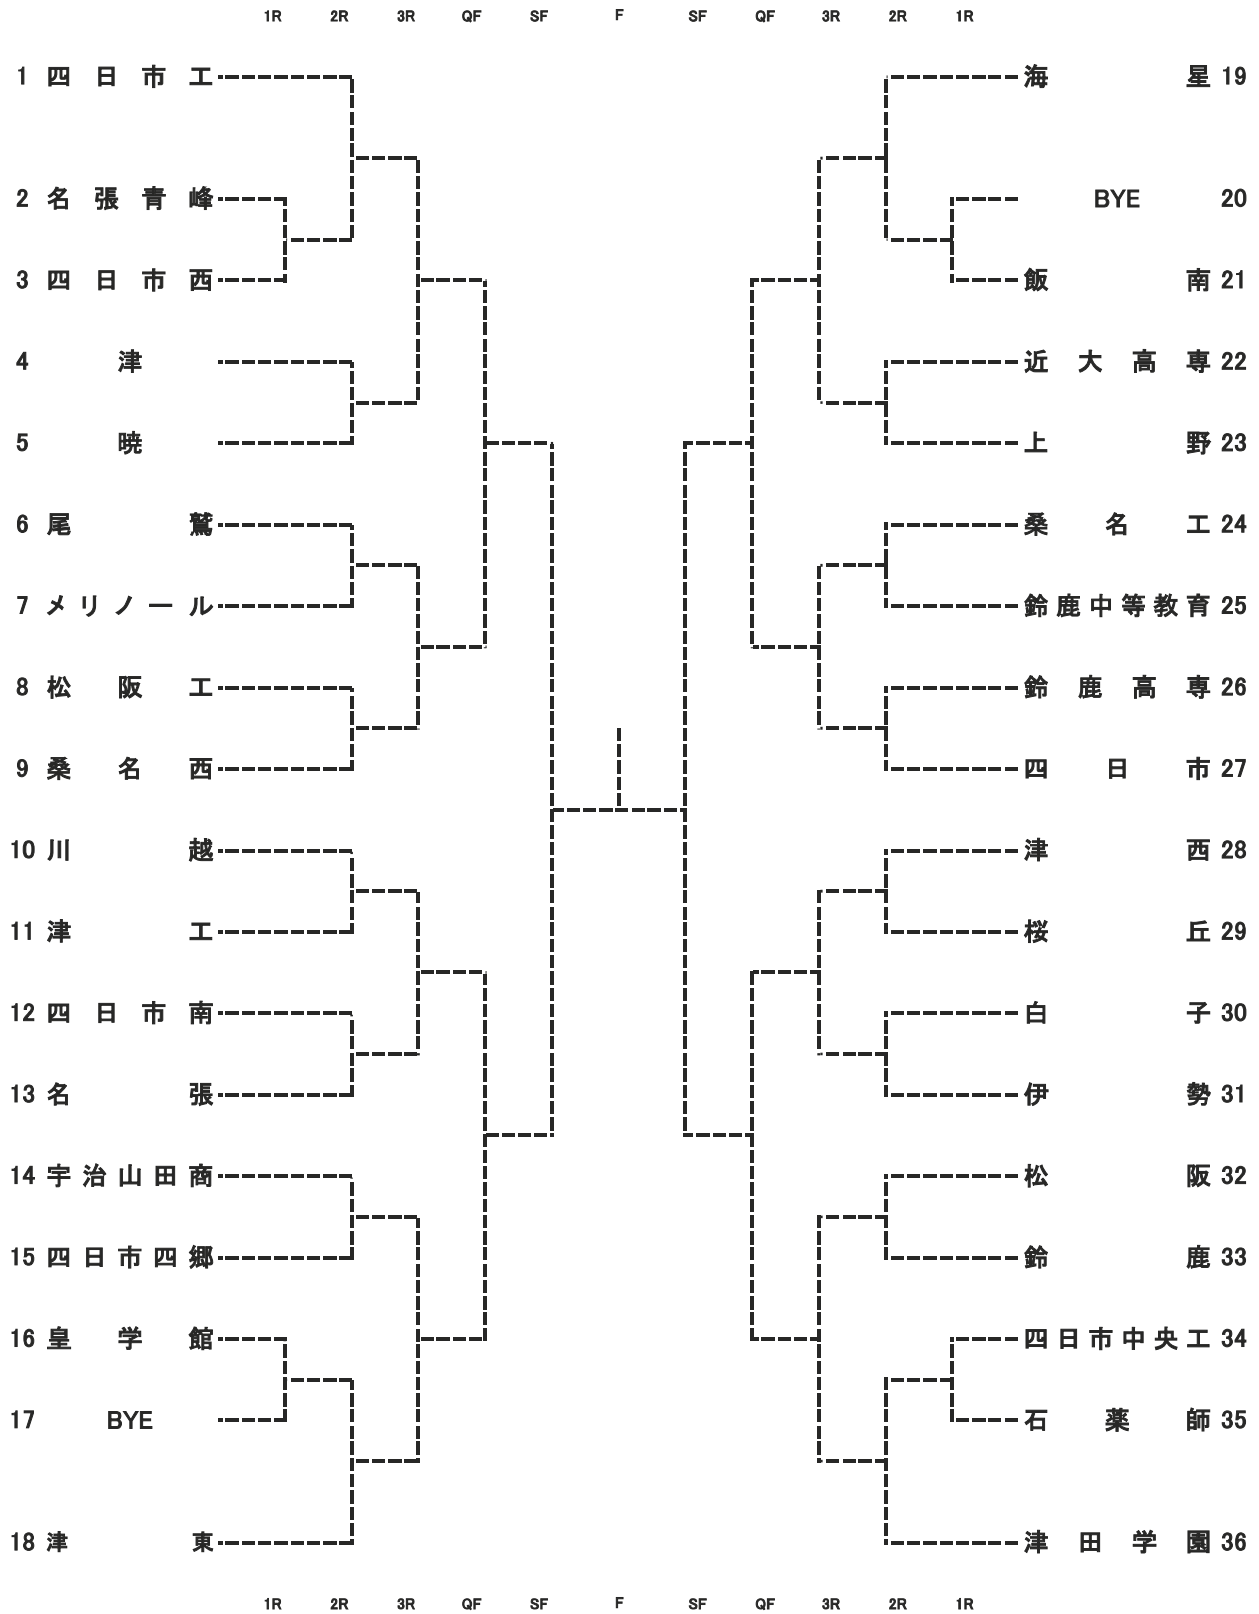 1R 2R 3R QF SF F SF QF 3R 2R 1R
1 四日市工 海星 19
2 名張青峰 BYE 20
3 四日市西 飯南 21
4 津 近大高専 22
5 暁 上野 23
6 尾鷲 桑名工 24
7 メリノール 鈴鹿中等教育 25
8 松阪工 鈴鹿高専 26
9 桑名西 四日市 27
10 川越 津西 28
11 津工 桜丘 29
12 四日市南 白子 30
13 名張 伊勢 31
14 宇治山田商 松阪 32
15 四日市四郷 鈴鹿 33
16 皇学館 四日市中央工 34
17 BYE 石薬師 35
18 津東 津田学園 36
1R 2R 3R QF SF F SF QF 3R 2R 1R